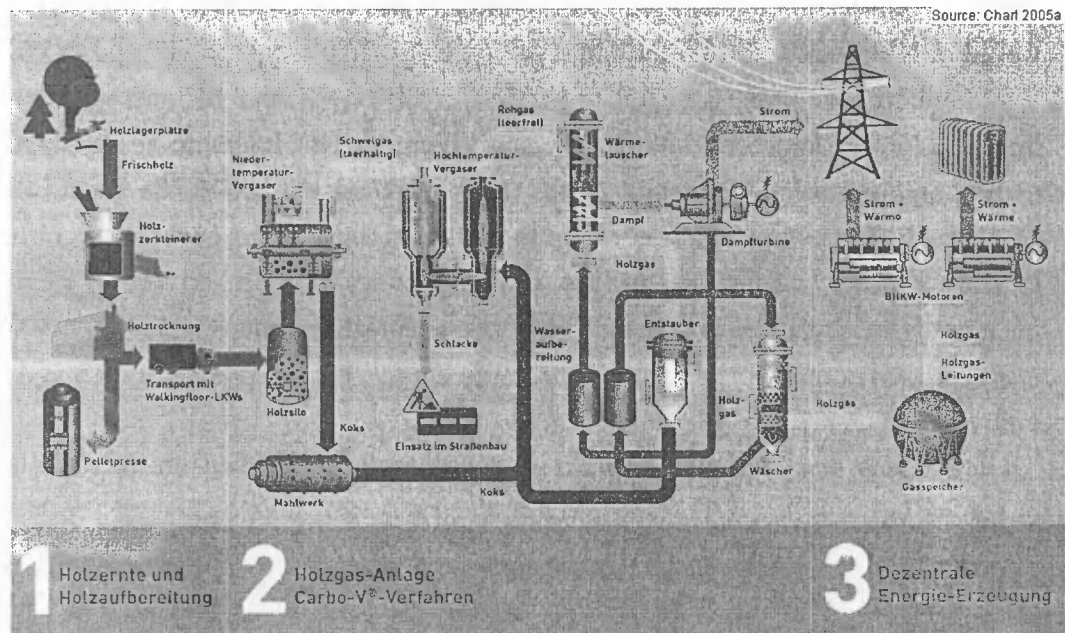 Source: Chart 2005a
Holzlagerplätze
Frischholz
Holz-
zerkleinerer
Holztrocknung
Transport mit
Walkingfloor-LKWs
Pelletpresse
Nieder-
temperatur-
Vergaser
Holzsilo
Koks
Mahlwerk
Schwelgas
(teerhaltig)
Hochtemperatur-
Vergaser
Schlacke
Einsatz im Straßenbau
Koks
Rohgas
(teerfrei)
Wärme-
tauscher
Dampf
Holzgas
Strom
Dampfturbine
Wasser-
aufbe-
reitung
Entstauber
Holz-
gas
Wäscher
Holzgas
Strom +
Wärme
Strom +
Wärme
BHKW-Motoren
Holzgas
Holzgas-
Leitungen
Gasspeicher
1 Holzernte und
Holzaufbereitung
2 Holzgas-Anlage
Carbo-V®-Verfahren
3 Dezentrale
Energie-Erzeugung